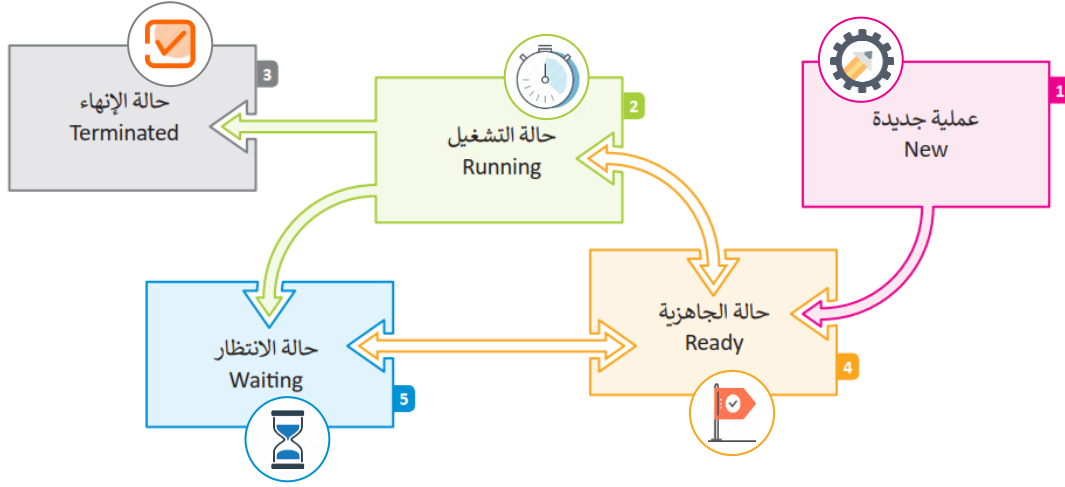 عملية جديدة
New
1
حالة التشغيل
Running
2
حالة الإنهاء
Terminated
3
حالة الجاهزية
Ready
4
حالة الانتظار
Waiting
5